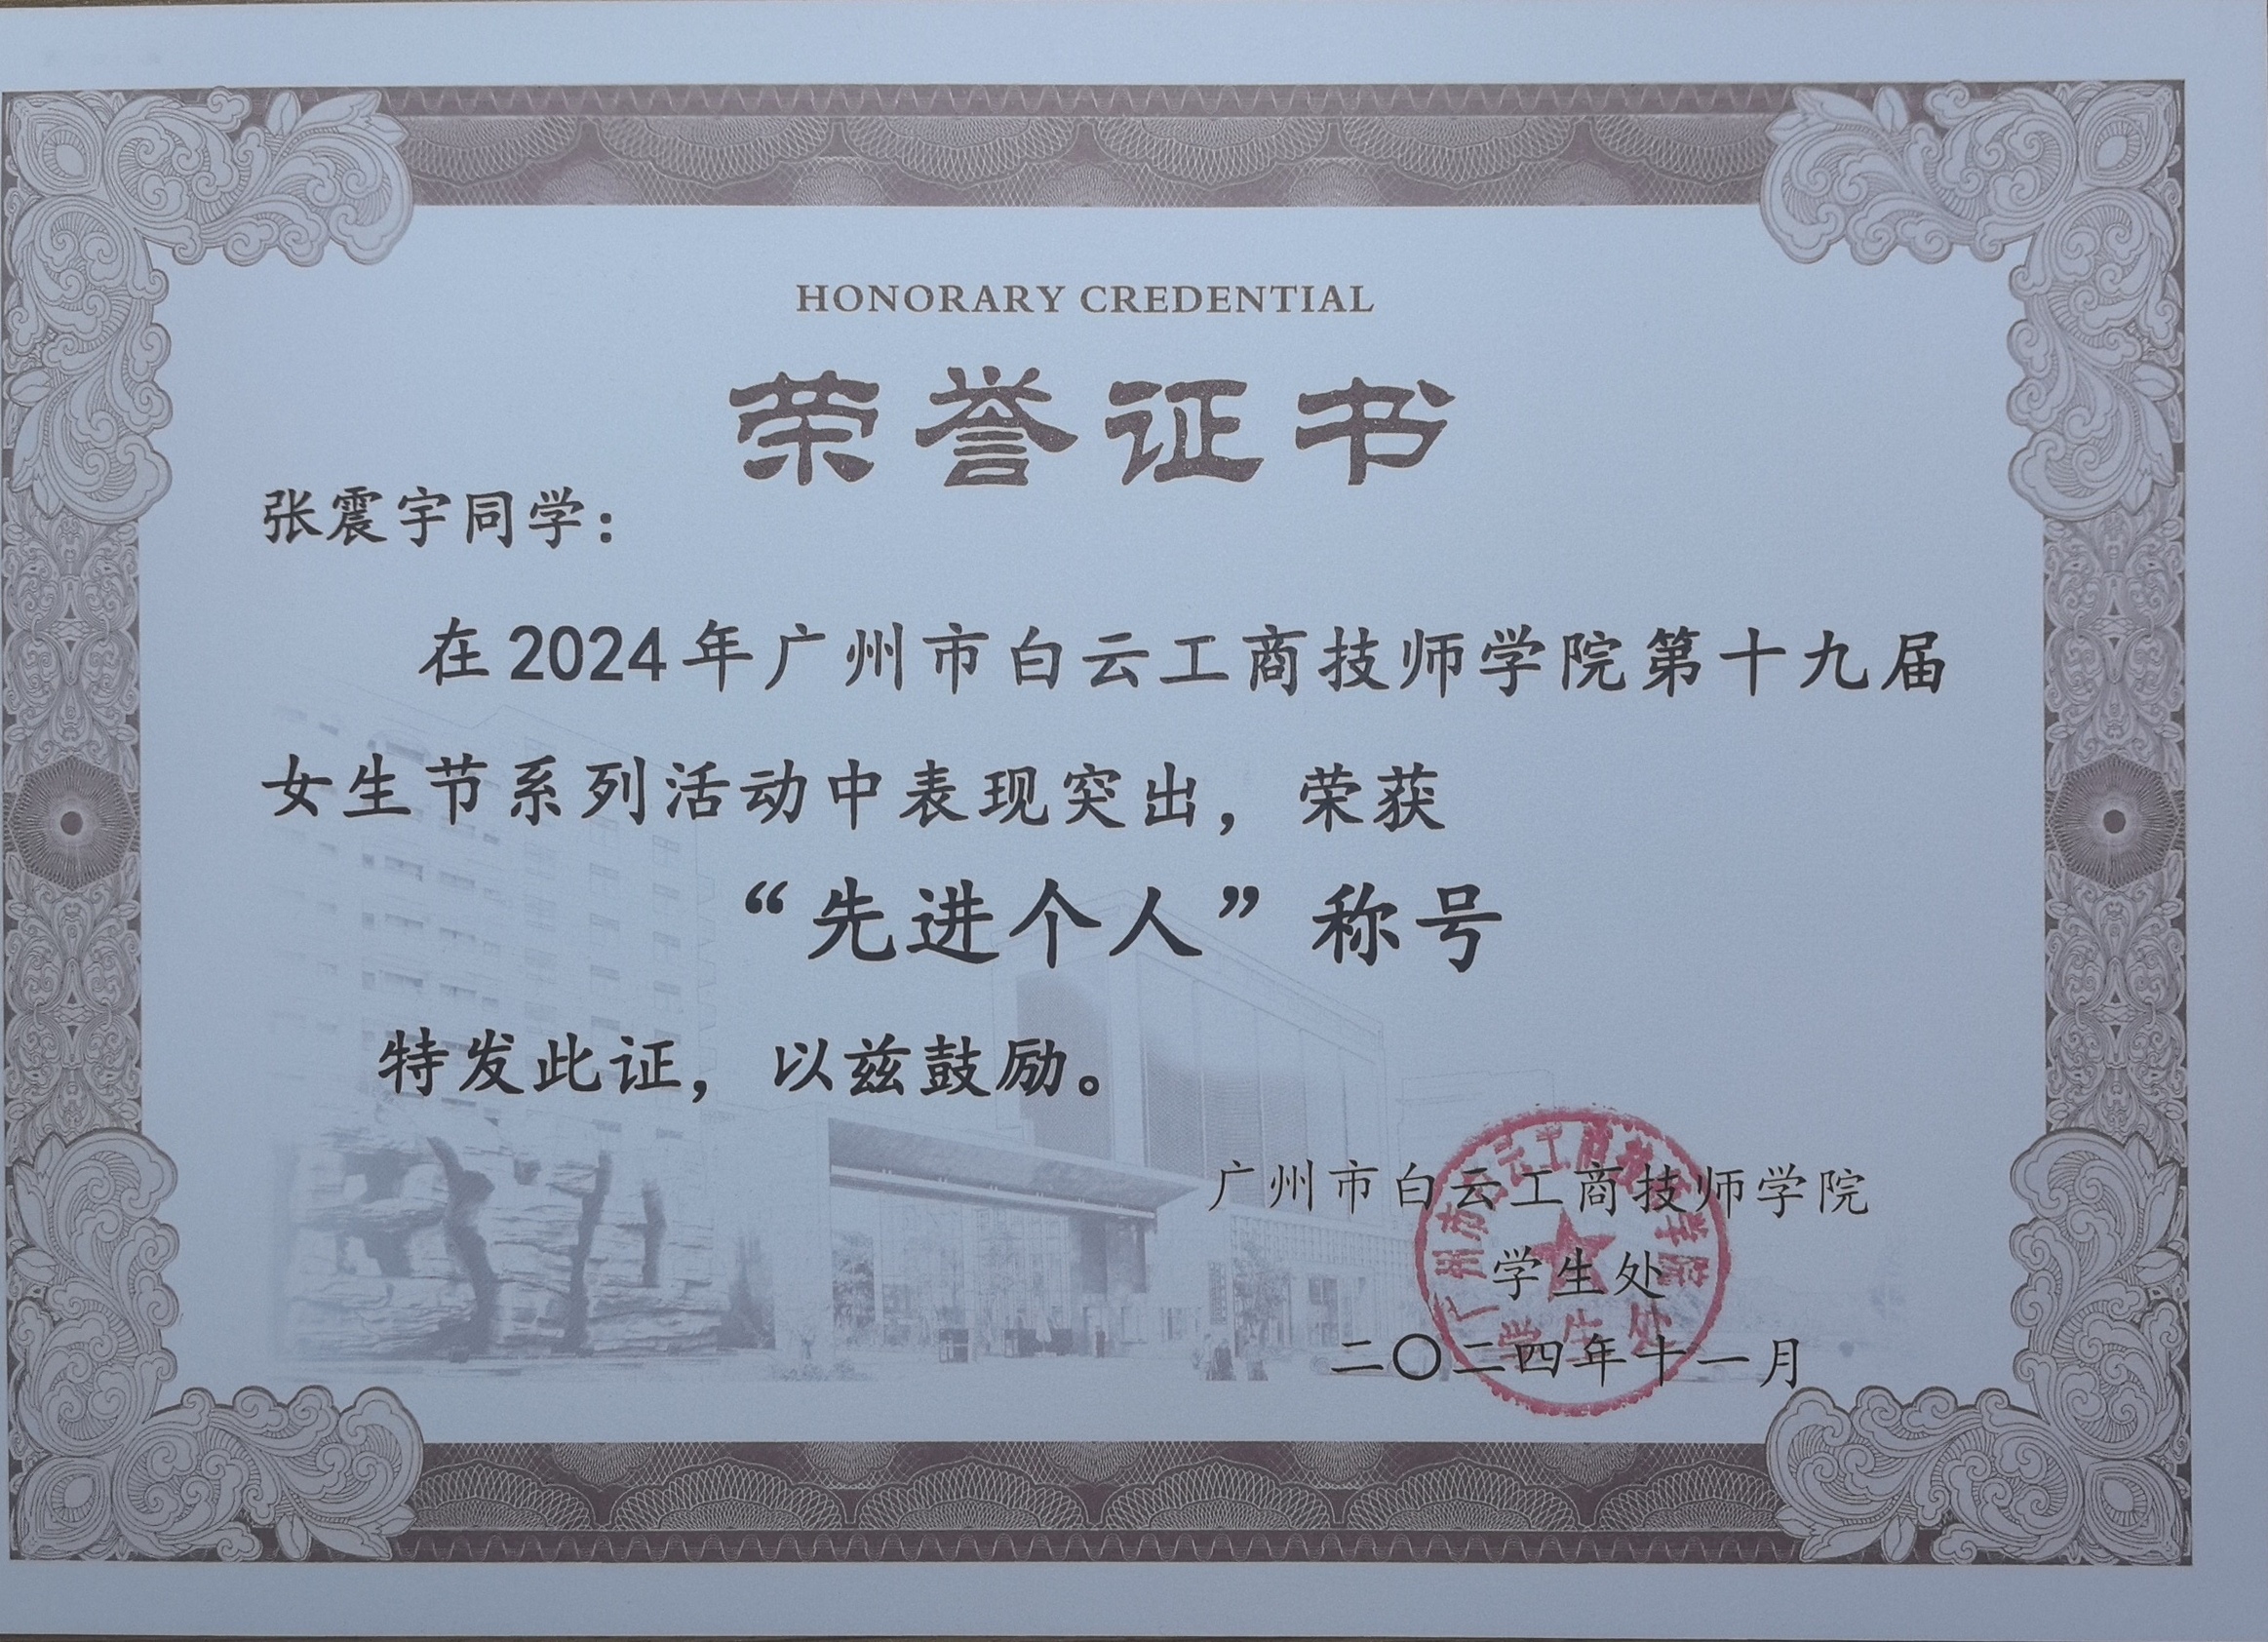 HONORARY CREDENTIAL
荣誉证书
张震宇同学：
在2024年广州市白云工商技师学院第十九届
女生节系列活动中表现突出，荣获
“先进个人”称号
特发此证，以兹鼓励。
广州市白云工商技师学院
学生处
二〇二四年十一月
广州市白云工商技师学院
学生处